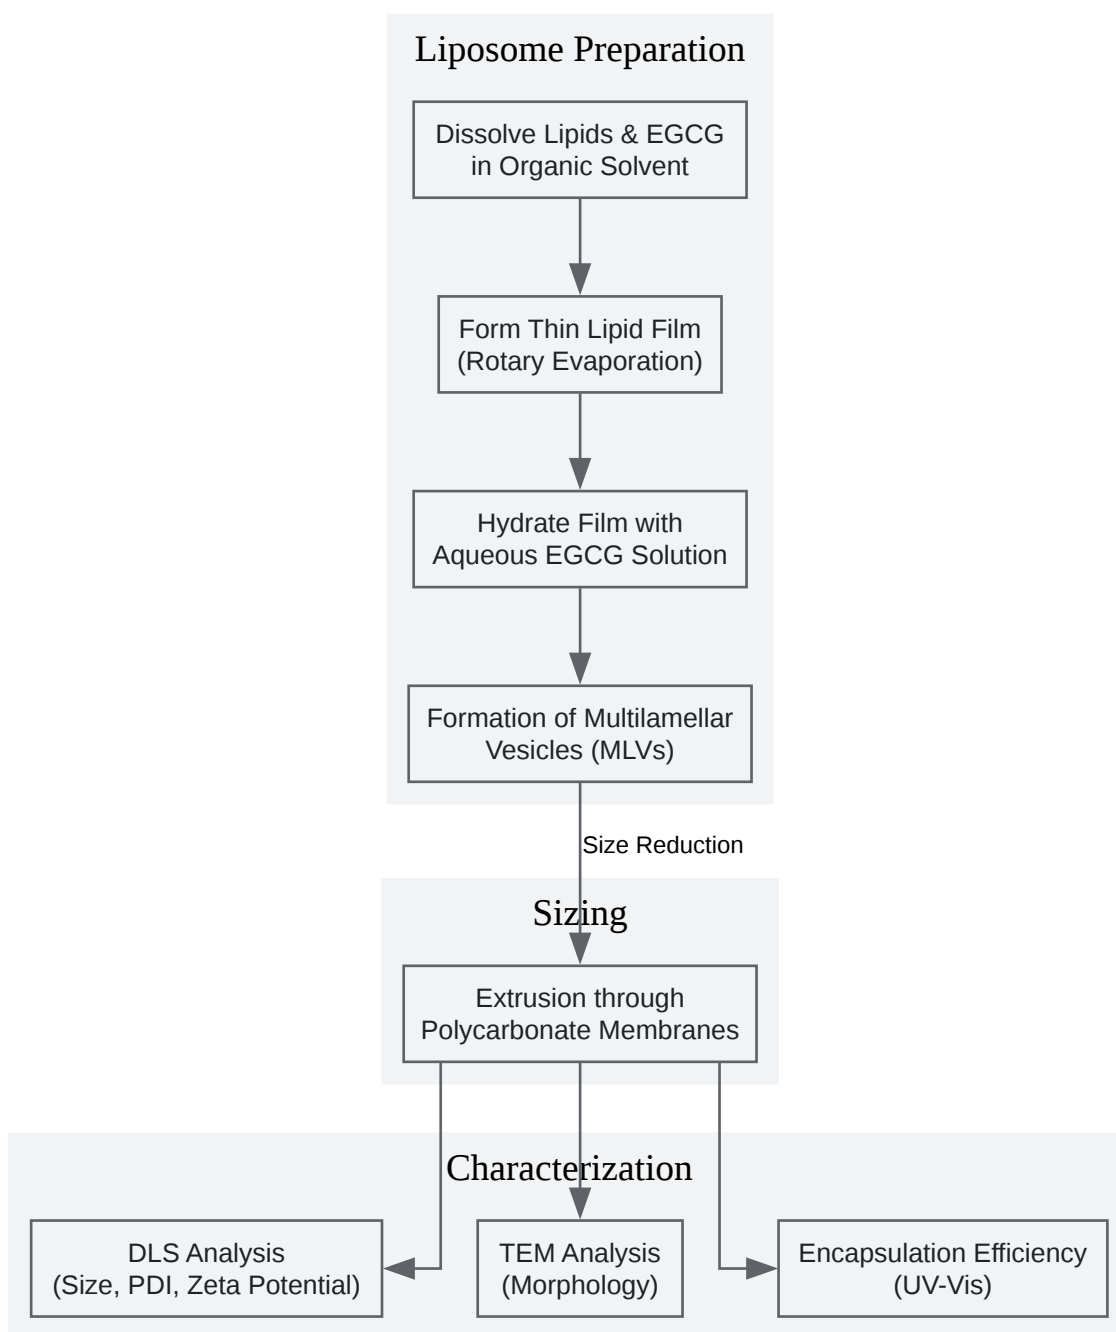 Liposome Preparation
Dissolve Lipids & EGCG
in Organic Solvent
Form Thin Lipid Film
(Rotary Evaporation)
Hydrate Film with
Aqueous EGCG Solution
Formation of Multilamellar
Vesicles (MLVs)
Size Reduction
Sizing
Extrusion through
Polycarbonate Membranes
Characterization
DLS Analysis
(Size, PDI, Zeta Potential)
TEM Analysis
(Morphology)
Encapsulation Efficiency
(UV-Vis)